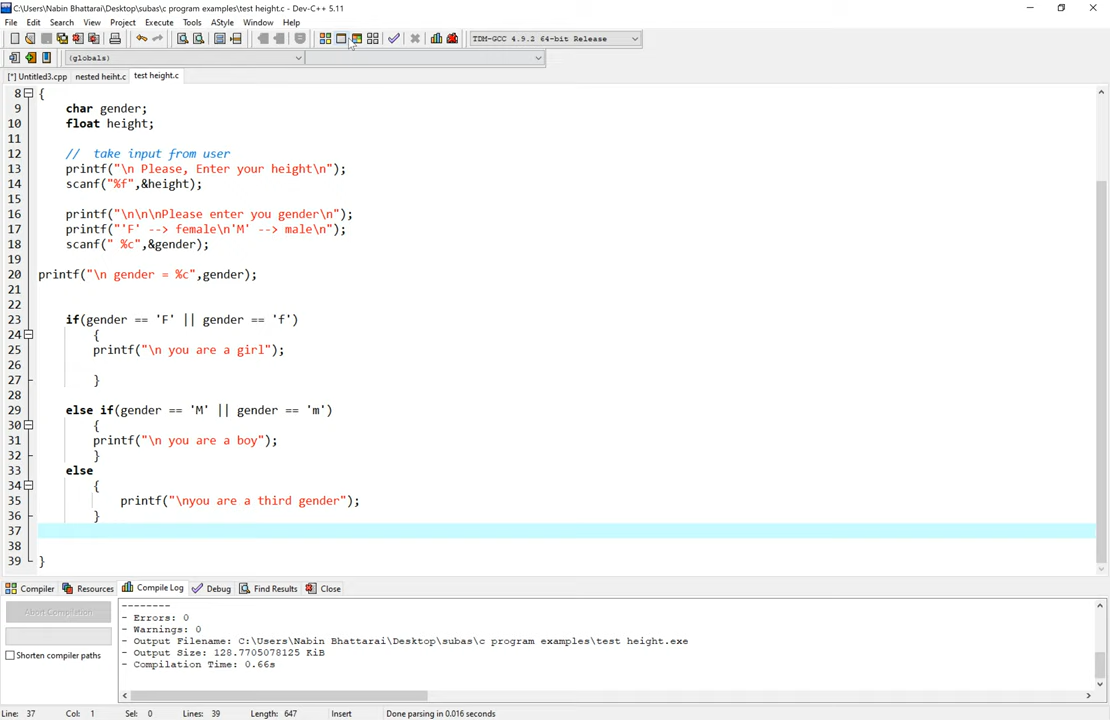 C:\Users\Nabin Bhattarai\Desktop\subas\c program examples\test height.c - Dev-C++ 5.11
File Edit Search View Project Execute Tools AStyle Window Help
TDM-GCC 4.9.2 64-bit Release
(globals)
[*] Untitled3.cpp nested heiht.c test height.c
8 {
9 char gender;
10 float height;
11
12 // take input from user
13 printf("\n Please, Enter your height\n");
14 scanf("%f",&height);
15
16 printf("\n\n\nPlease enter you gender\n");
17 printf("'F' --> female\n'M' --> male\n");
18 scanf(" %c",&gender);
19
20 printf("\n gender = %c",gender);
21
22
23 if(gender == 'F' || gender == 'f')
24 {
25 printf("\n you are a girl");
26
27 }
28
29 else if(gender == 'M' || gender == 'm')
30 {
31 printf("\n you are a boy");
32 }
33 else
34 {
35 printf("\nyou are a third gender");
36 }
37
38
39 }
Compiler Resources Compile Log Debug Find Results Close
Abort Compilation
Shorten compiler paths
--------
- Errors: 0
- Warnings: 0
- Output Filename: C:\Users\Nabin Bhattarai\Desktop\subas\c program examples\test height.exe
- Output Size: 128.7705078125 KiB
- Compilation Time: 0.66s
Line: 37 Col: 1 Sel: 0 Lines: 39 Length: 647 Insert Done parsing in 0.016 seconds